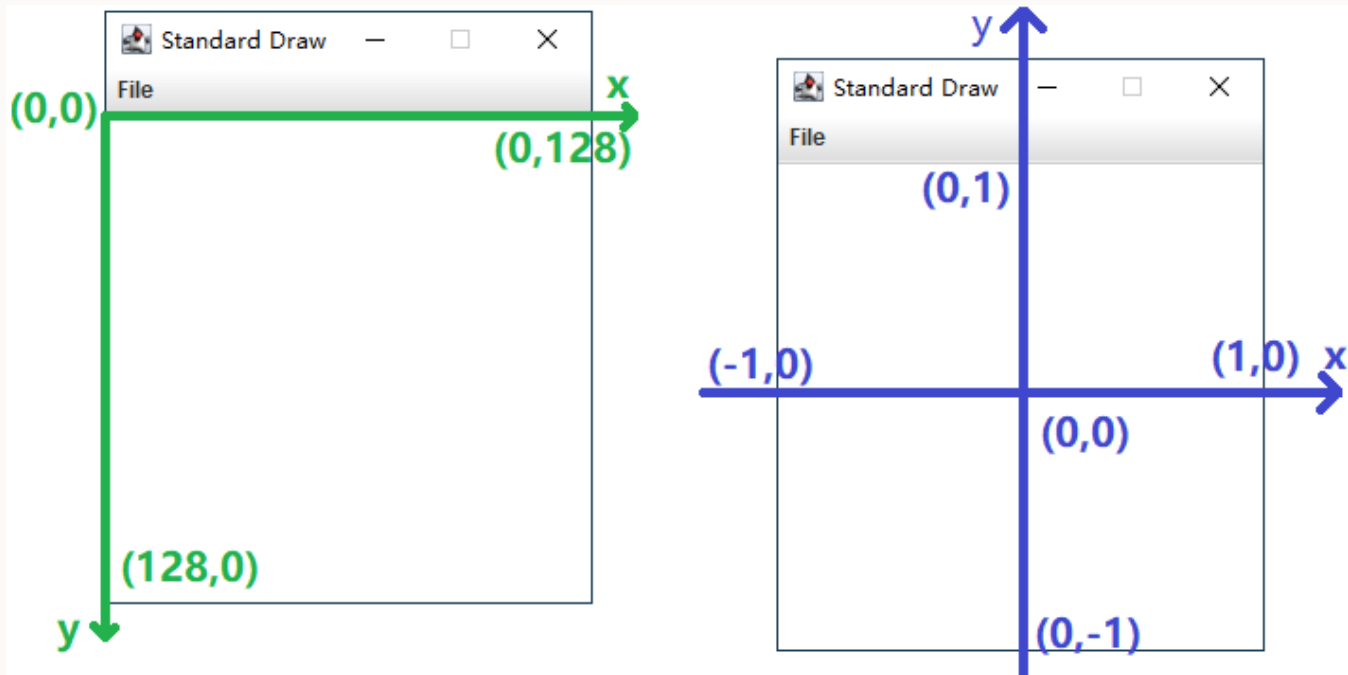 Standard Draw
File
x
(0,0)
(0,128)
(128,0)
y
y
Standard Draw
File
(0,1)
(-1,0)
(1,0) x
(0,0)
(0,-1)